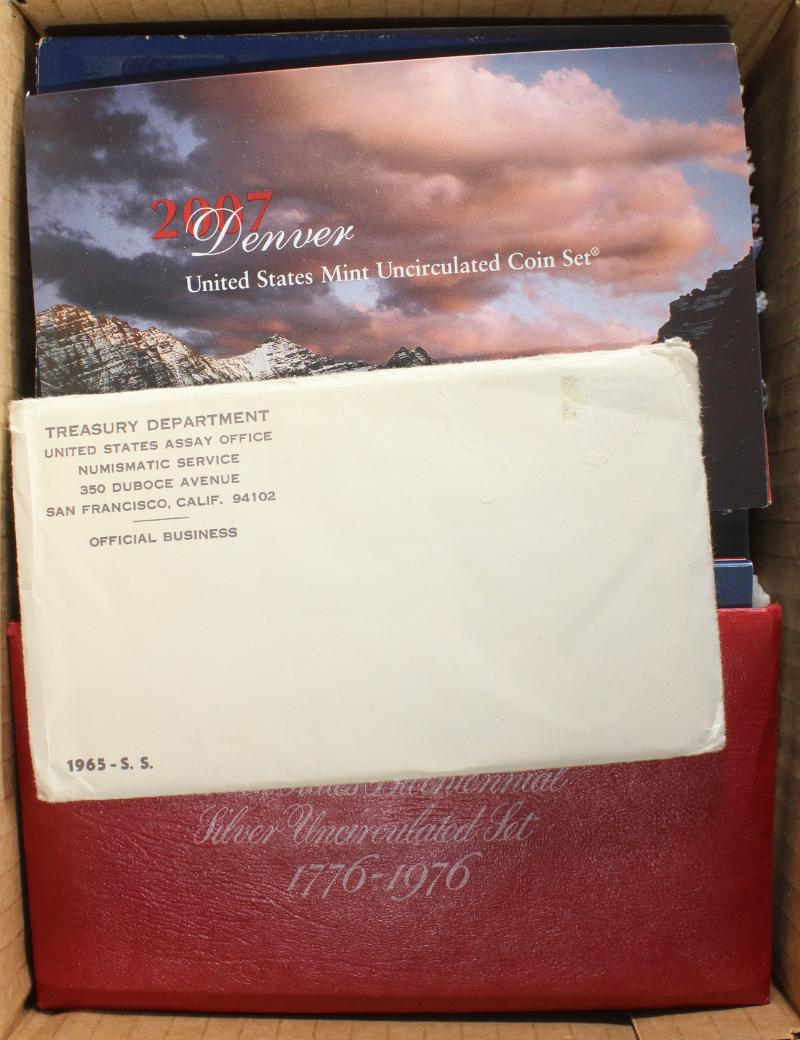 2007
Denver
United States Mint Uncirculated Coin Set®
TREASURY DEPARTMENT
UNITED STATES ASSAY OFFICE
NUMISMATIC SERVICE
350 DUBOCE AVENUE
SAN FRANCISCO, CALIF. 94102
OFFICIAL BUSINESS
1965 - S. S.
Bicentennial
Silver Uncirculated Set
1776-1976